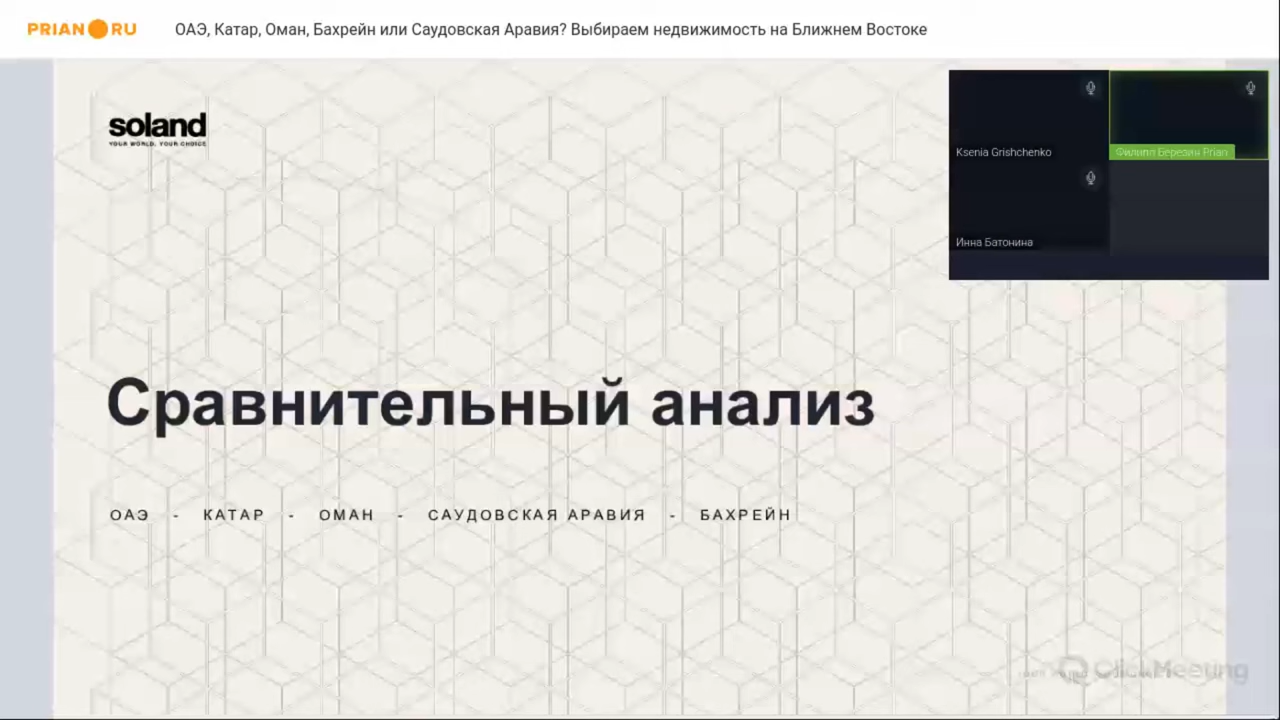 PRIAN RU
ОАЭ, Катар, Оман, Бахрейн или Саудовская Аравия? Выбираем недвижимость на Ближнем Востоке
soland
YOUR WORLD, YOUR CHOICE
Ksenia Grishchenko
Филипп Березин Prian
Инна Батонина
Сравнительный анализ
ОАЭ - КАТАР - ОМАН - САУДОВСКАЯ АРАВИЯ - БАХРЕЙН
ClickMeeting